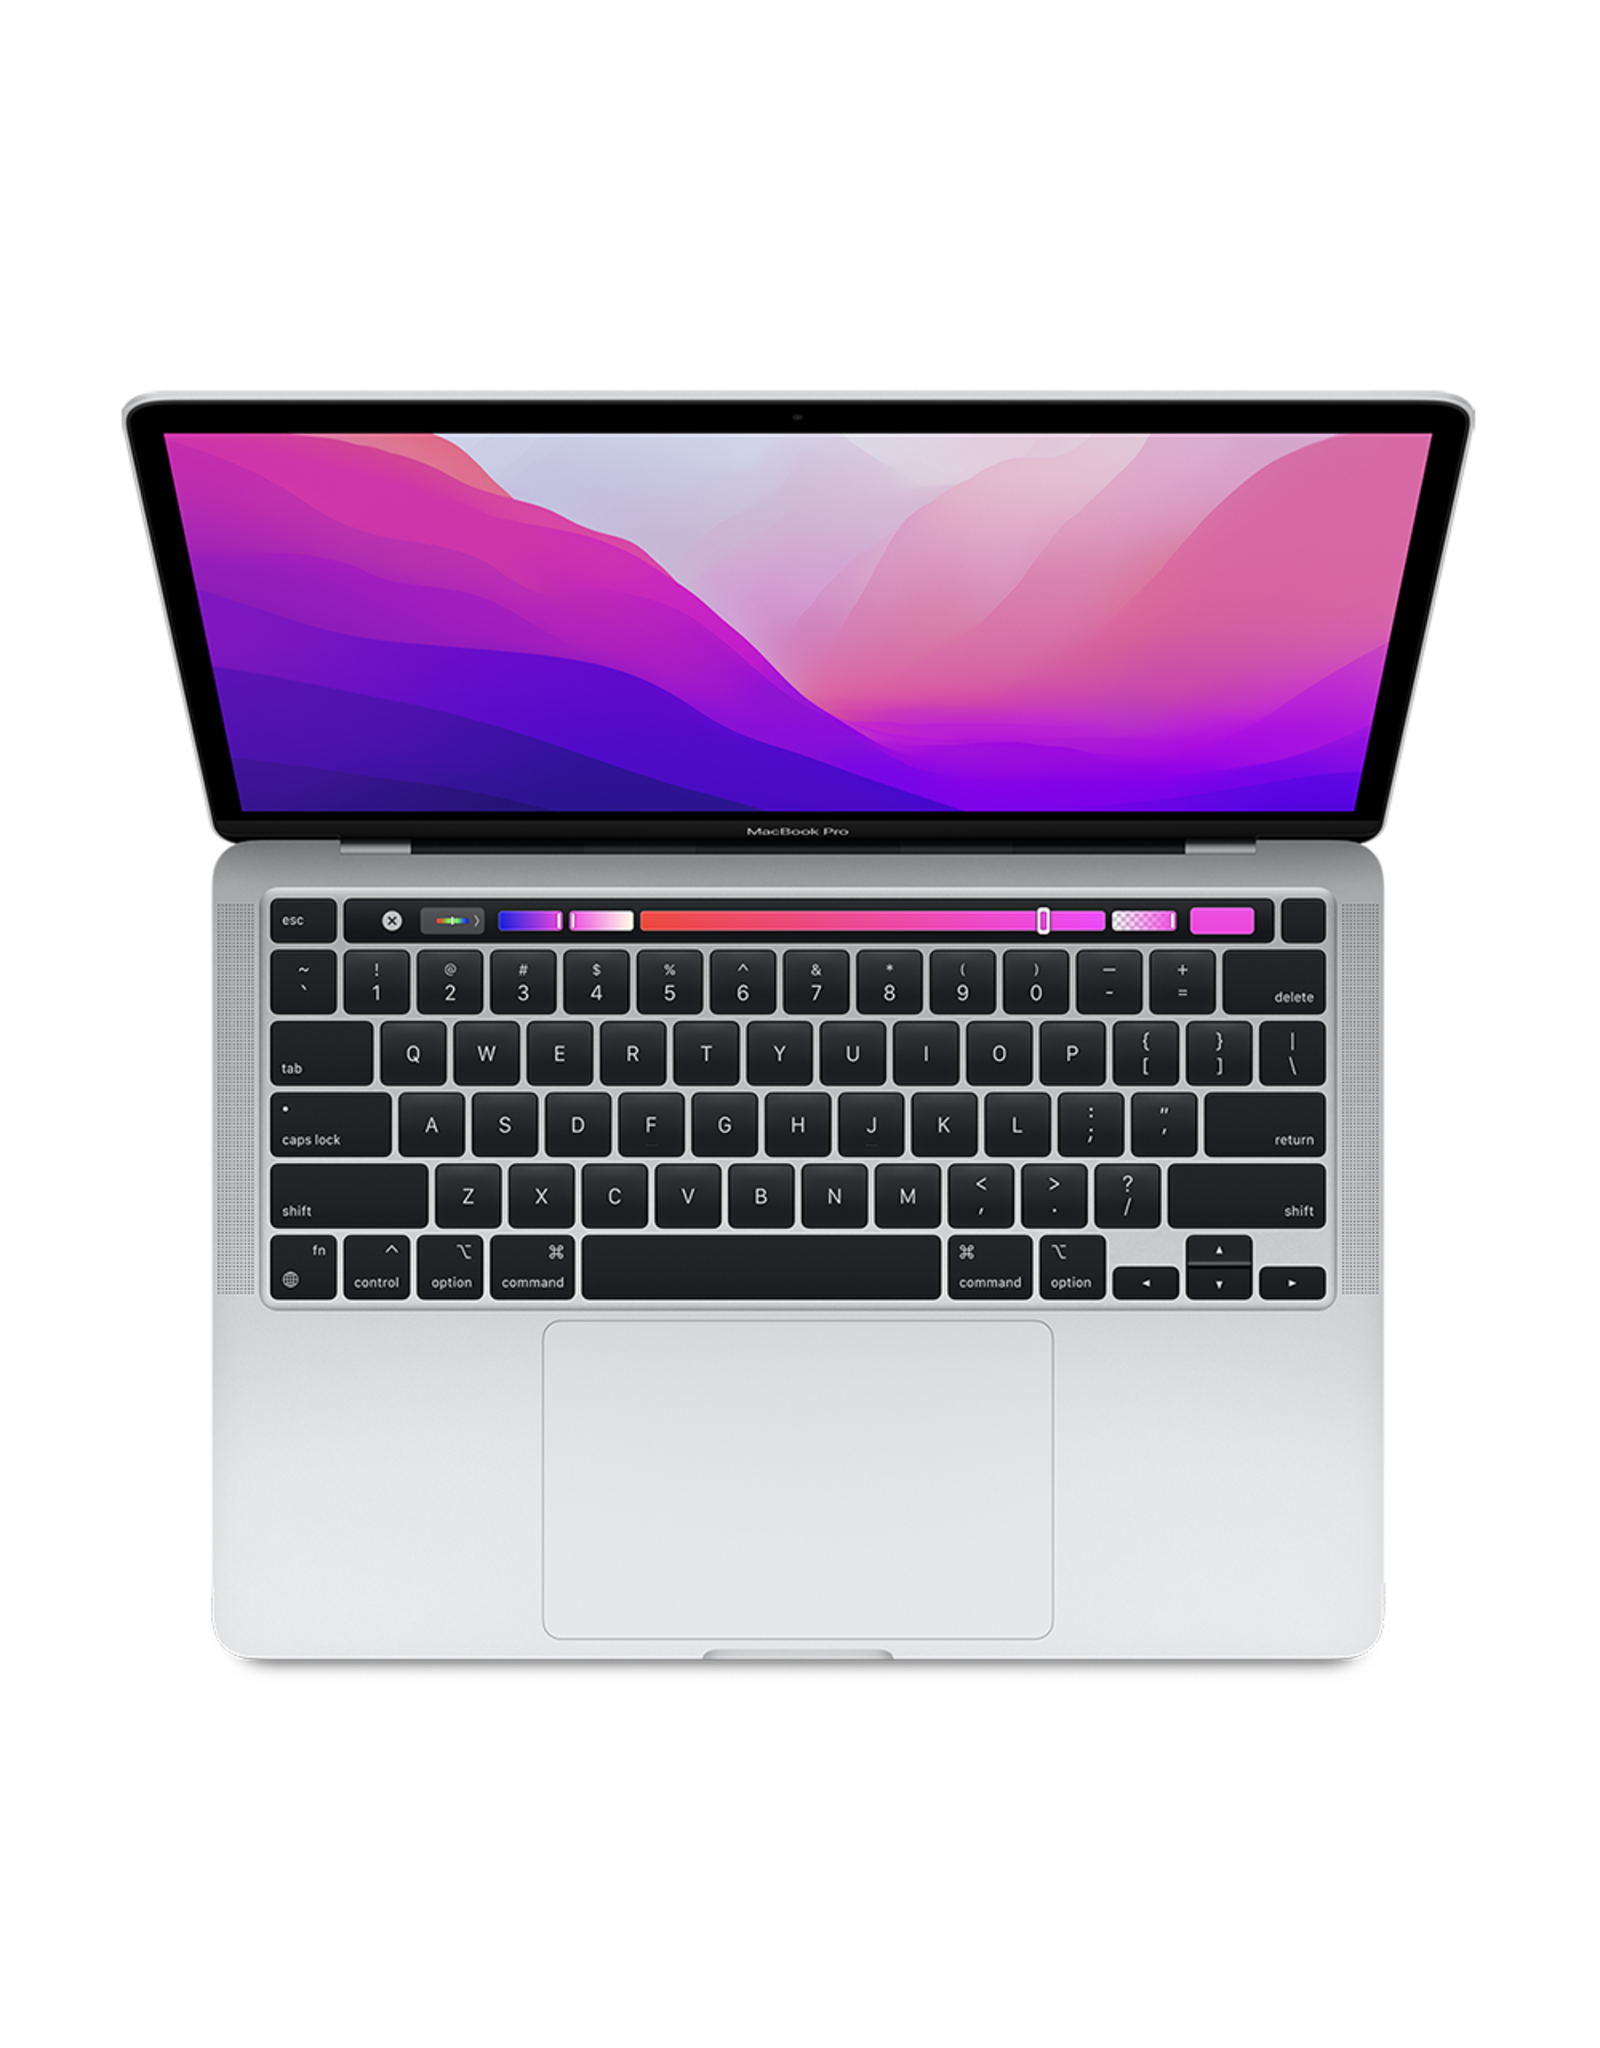 MacBook Pro
esc
~ ! @ # $ % ^ & * ( ) — +
` 1 2 3 4 5 6 7 8 9 0 - = delete
tab Q W E R T Y U I O P { [ } ] | \
caps lock A S D F G H J K L : ; " ' return
shift Z X C V B N M < , > . ? / shift
fn ^ ⌥ ⌘ ⌘ ⌥ ▲
control option command command option ◄ ▼ ►